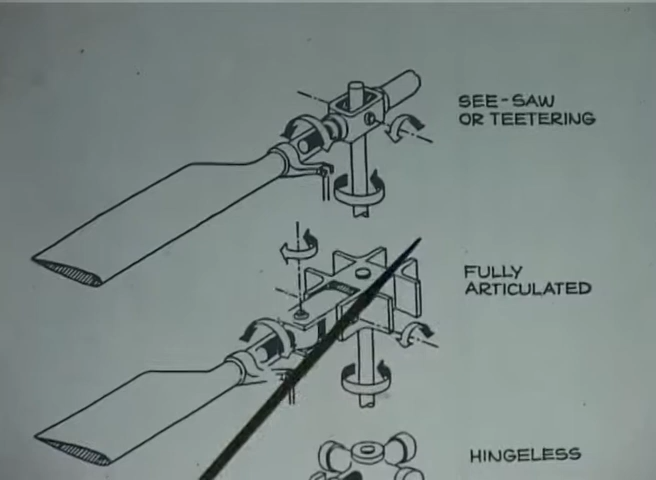 SEE-SAW
OR TEETERING
FULLY
ARTICULATED
HINGELESS